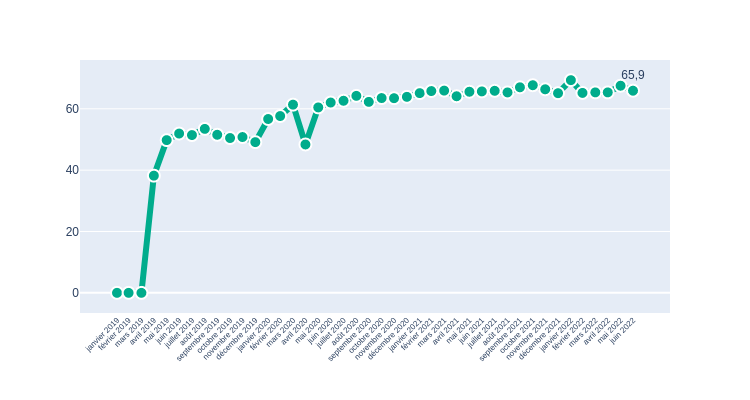 65,9
60
40
20
0
janvier 2019
février 2019
mars 2019
avril 2019
mai 2019
juin 2019
juillet 2019
août 2019
septembre 2019
octobre 2019
novembre 2019
décembre 2019
janvier 2020
février 2020
mars 2020
avril 2020
mai 2020
juin 2020
juillet 2020
août 2020
septembre 2020
octobre 2020
novembre 2020
décembre 2020
janvier 2021
février 2021
mars 2021
avril 2021
mai 2021
juin 2021
juillet 2021
août 2021
septembre 2021
octobre 2021
novembre 2021
décembre 2021
janvier 2022
février 2022
mars 2022
avril 2022
mai 2022
juin 2022